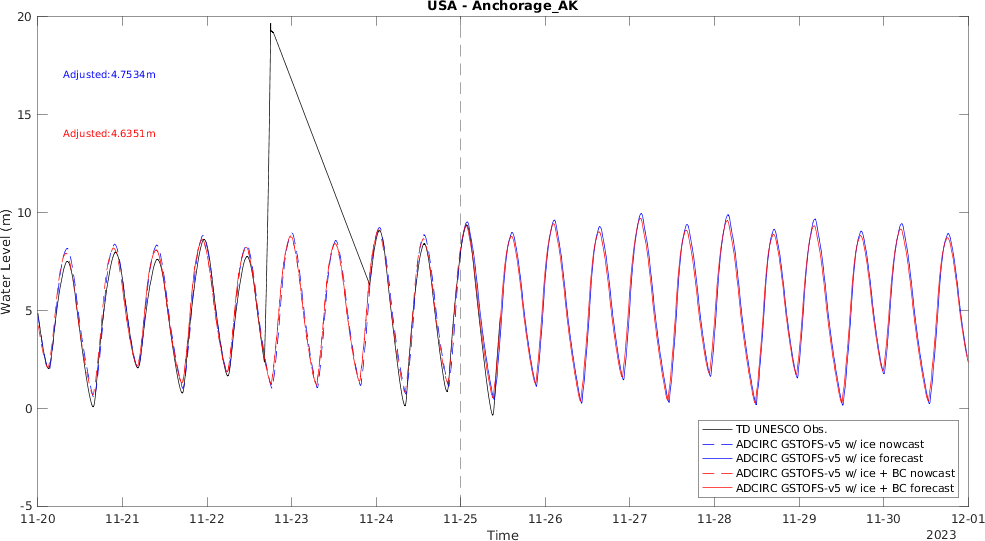 USA - Anchorage_AK
20
Adjusted:4.7534m
15
Adjusted:4.6351m
10
Water Level (m)
5
0
TD UNESCO Obs.
ADCIRC GSTOFS-v5 w/ ice nowcast
ADCIRC GSTOFS-v5 w/ ice forecast
ADCIRC GSTOFS-v5 w/ ice + BC nowcast
ADCIRC GSTOFS-v5 w/ ice + BC forecast
-5
11-20 11-21 11-22 11-23 11-24 11-25 11-26 11-27 11-28 11-29 11-30 12-01
Time
2023